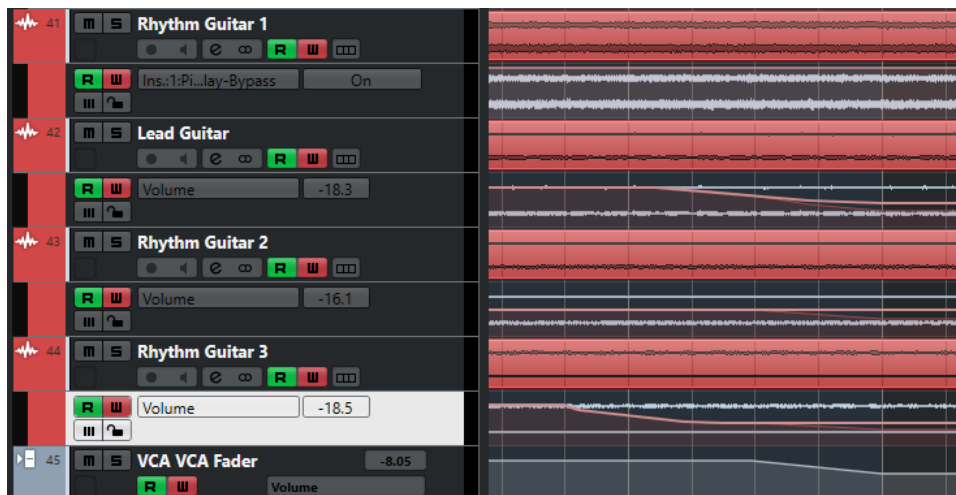 41 m S Rhythm Guitar 1
e R W
R W Ins.:1:Pi...lay-Bypass On
42 m S Lead Guitar
e R W
R W Volume -18.3
43 m S Rhythm Guitar 2
e R W
R W Volume -16.1
44 m S Rhythm Guitar 3
e R W
R W Volume -18.5
45 m S VCA VCA Fader -8.05
R W Volume